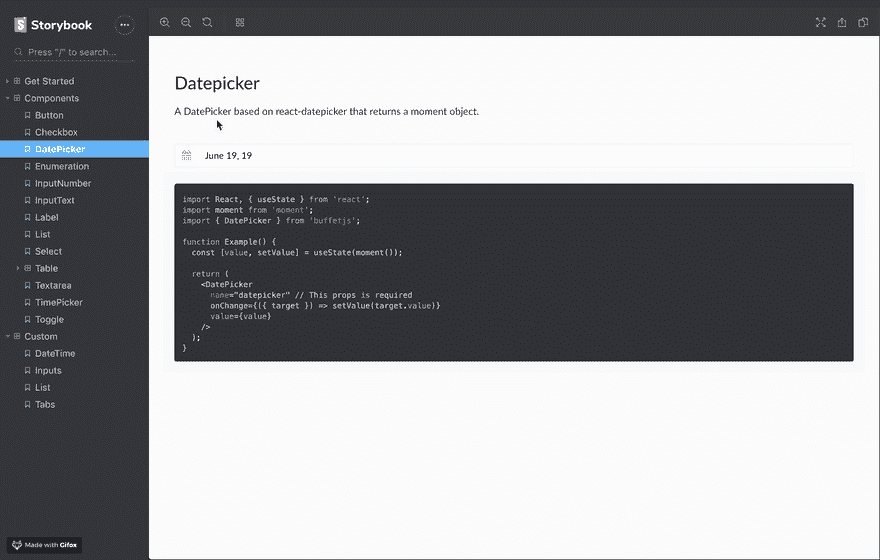 Storybook
Press "/" to search...
Get Started
Components
Button
Checkbox
DatePicker
Enumeration
InputNumber
InputText
Label
List
Select
Table
Textarea
TimePicker
Toggle
Custom
DateTime
Inputs
List
Tabs
Made with Gifox
Datepicker
A DatePicker based on react-datepicker that returns a moment object.
June 19, 19
import React, { useState } from 'react';
import moment from 'moment';
import { DatePicker } from 'buffetjs';
function Example() {
const [value, setValue] = useState(moment());
return (
<DatePicker
name="datepicker" // This props is required
onChange={({ target }) => setValue(target.value)}
value={value}
/>
);
}